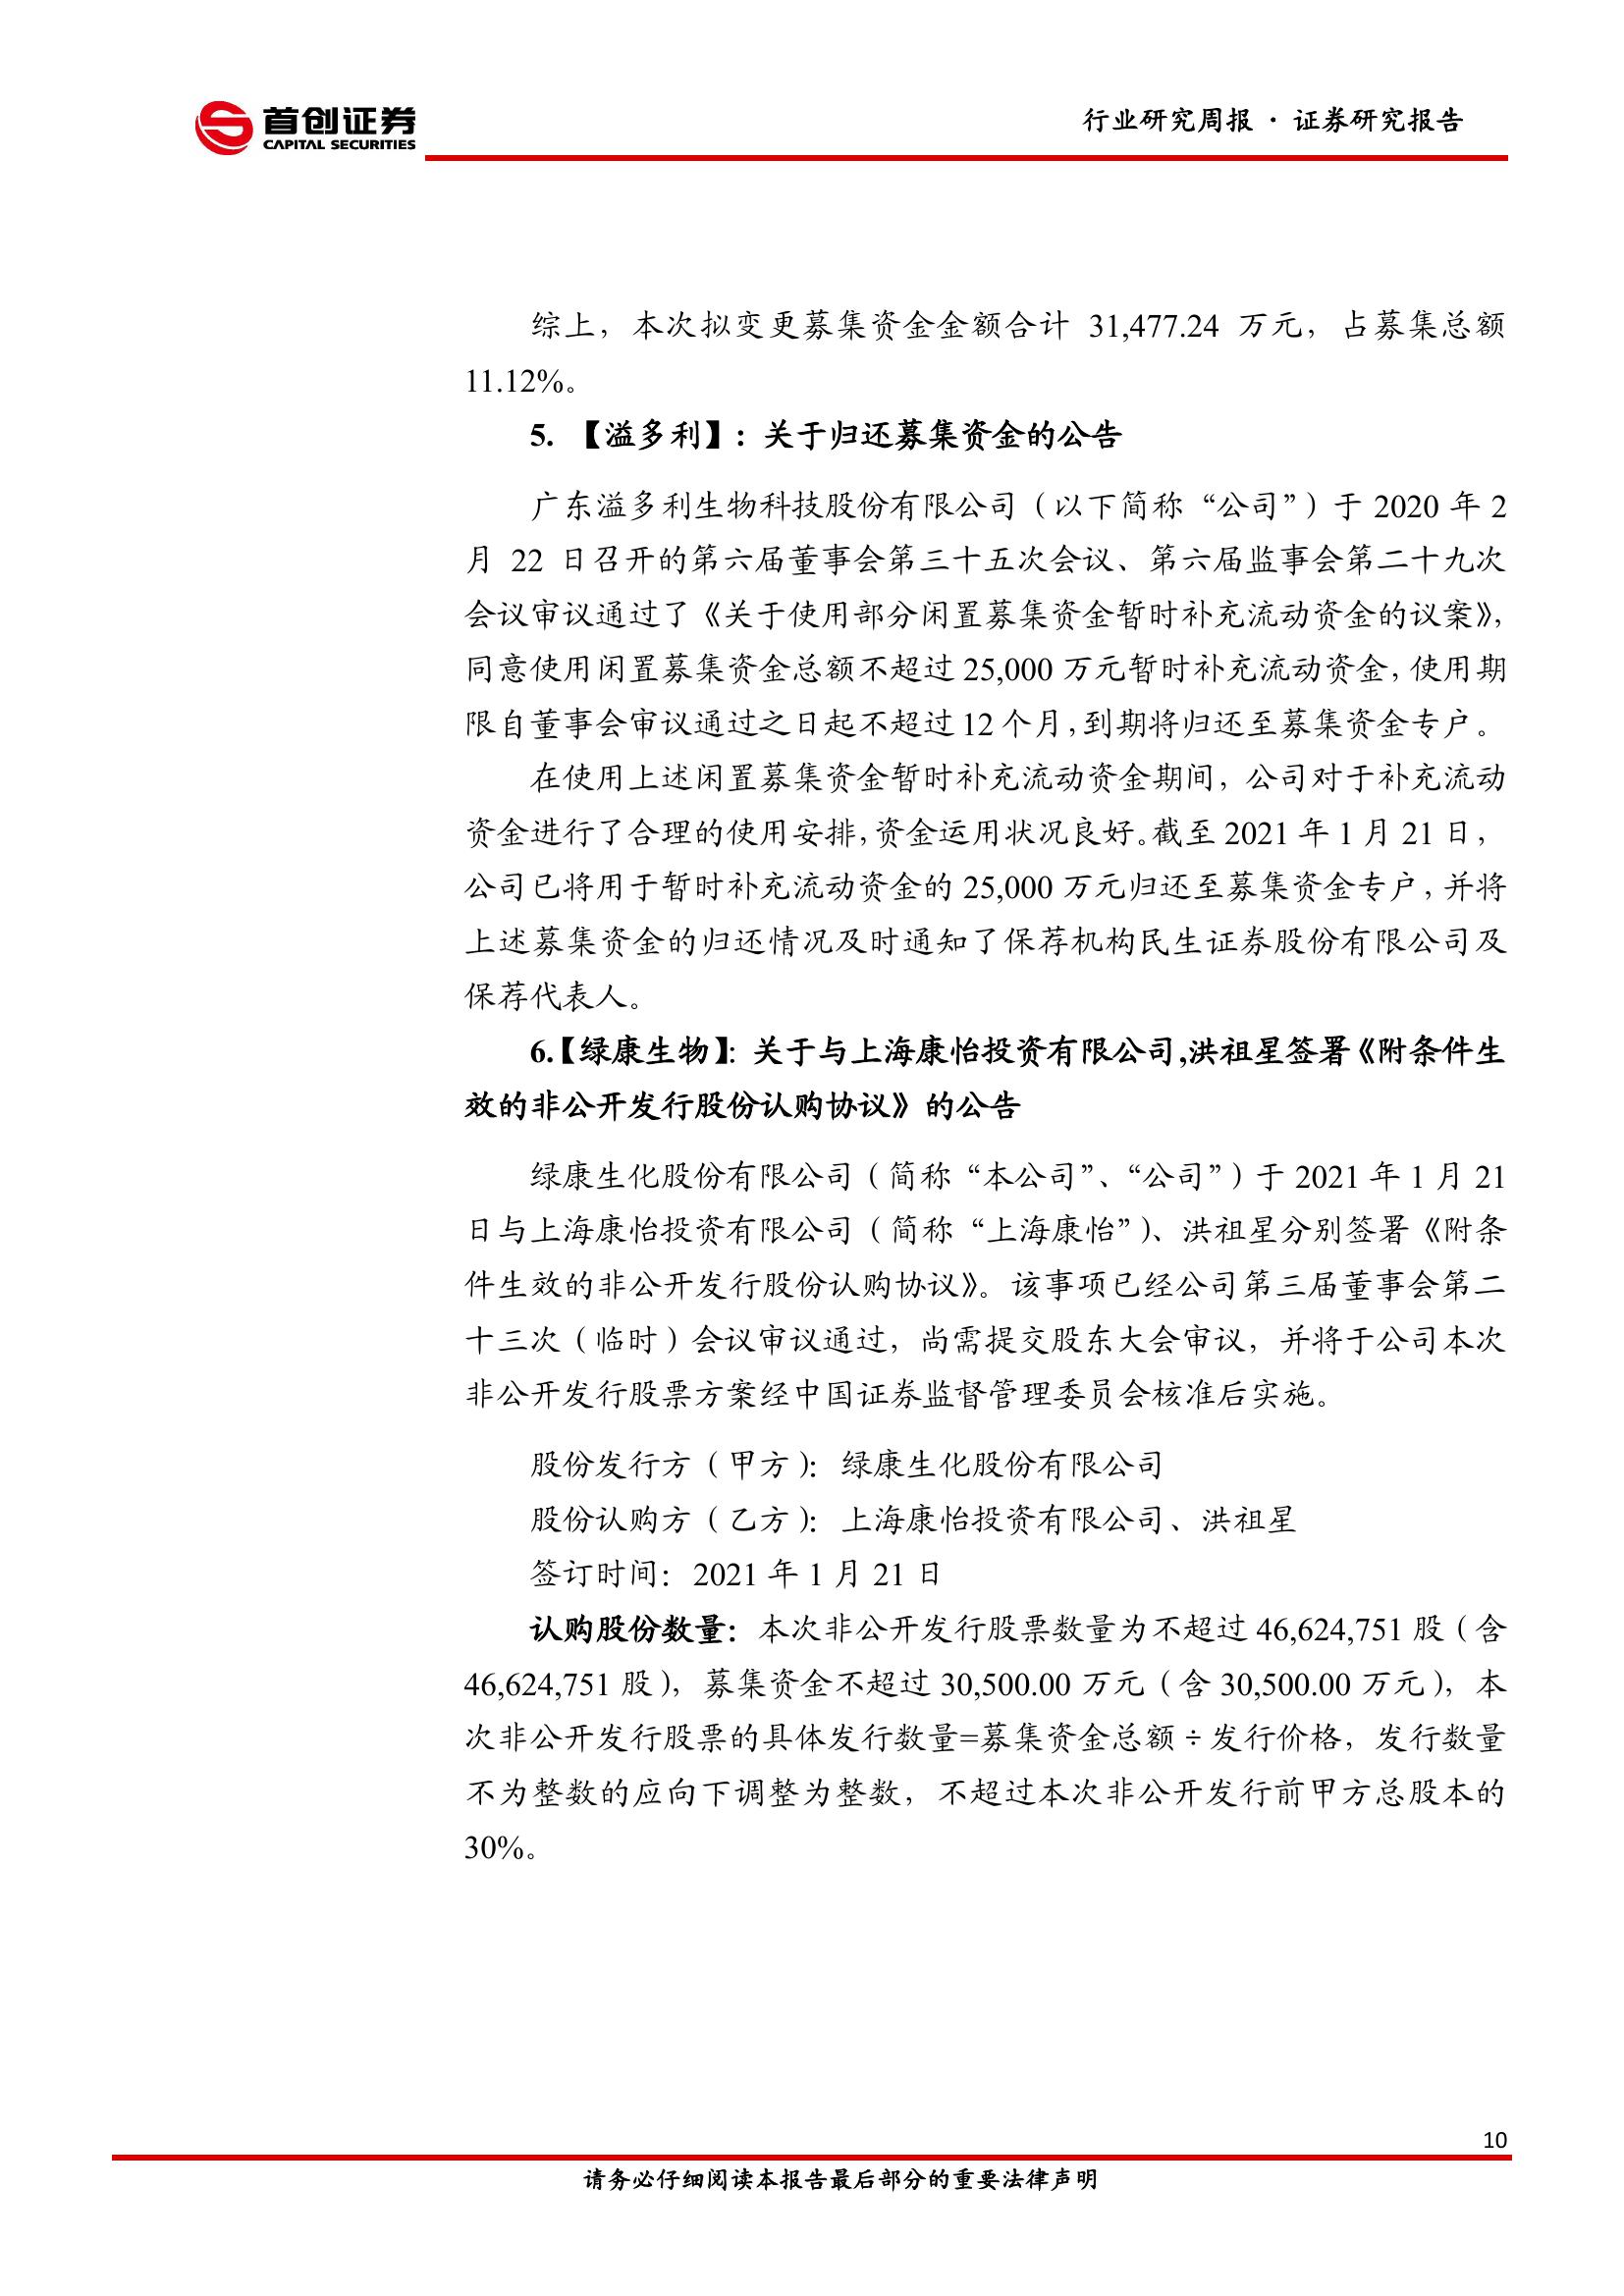 首创证券
CAPITAL SECURITIES
行业研究周报 · 证券研究报告
综上，本次拟变更募集资金金额合计 31,477.24 万元，占募集总额
11.12%。
5. 【溢多利】：关于归还募集资金的公告
广东溢多利生物科技股份有限公司（以下简称“公司”）于 2020 年 2
月 22 日召开的第六届董事会第三十五次会议、第六届监事会第二十九次
会议审议通过了《关于使用部分闲置募集资金暂时补充流动资金的议案》，
同意使用闲置募集资金总额不超过 25,000 万元暂时补充流动资金，使用期
限自董事会审议通过之日起不超过 12 个月，到期将归还至募集资金专户。
在使用上述闲置募集资金暂时补充流动资金期间，公司对于补充流动
资金进行了合理的使用安排，资金运用状况良好。截至 2021 年 1 月 21 日，
公司已将用于暂时补充流动资金的 25,000 万元归还至募集资金专户，并将
上述募集资金的归还情况及时通知了保荐机构民生证券股份有限公司及
保荐代表人。
6.【绿康生物】：关于与上海康怡投资有限公司,洪祖星签署《附条件生
效的非公开发行股份认购协议》的公告
绿康生化股份有限公司（简称“本公司”、“公司”）于 2021 年 1 月 21
日与上海康怡投资有限公司（简称“上海康怡”）、洪祖星分别签署《附条
件生效的非公开发行股份认购协议》。该事项已经公司第三届董事会第二
十三次（临时）会议审议通过，尚需提交股东大会审议，并将于公司本次
非公开发行股票方案经中国证券监督管理委员会核准后实施。
股份发行方（甲方）：绿康生化股份有限公司
股份认购方（乙方）：上海康怡投资有限公司、洪祖星
签订时间：2021 年 1 月 21 日
认购股份数量：本次非公开发行股票数量为不超过 46,624,751 股（含
46,624,751 股），募集资金不超过 30,500.00 万元（含 30,500.00 万元），本
次非公开发行股票的具体发行数量=募集资金总额÷发行价格，发行数量
不为整数的应向下调整为整数，不超过本次非公开发行前甲方总股本的
30%。
10
请务必仔细阅读本报告最后部分的重要法律声明